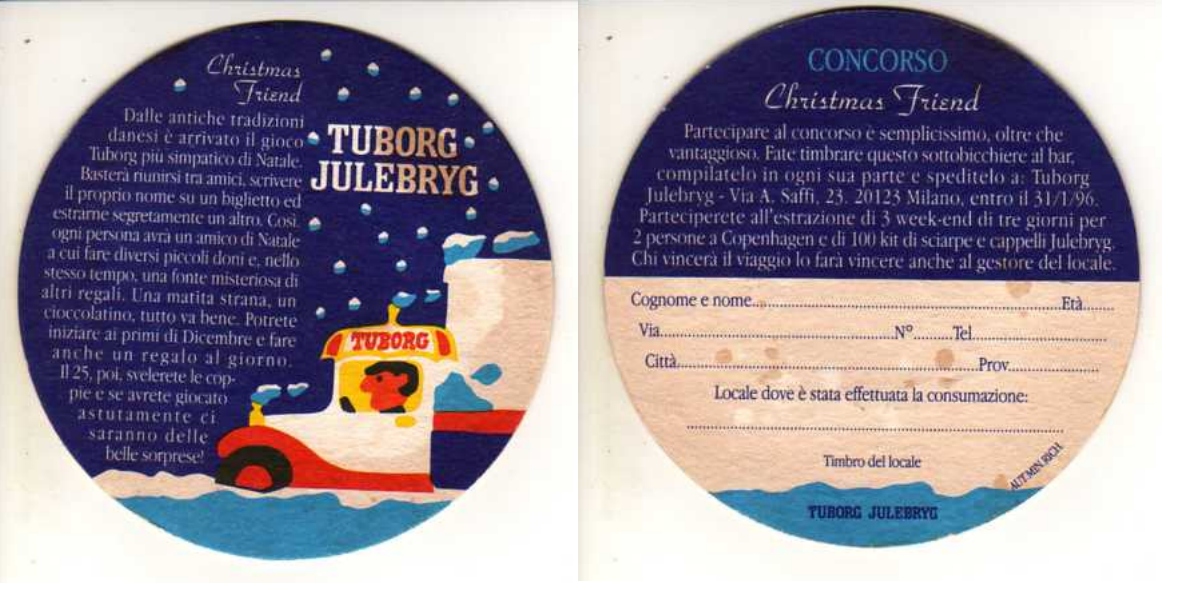 Christmas
Friend
Dalle antiche tradizioni
danesi è arrivato il gioco
Tuborg più simpatico di Natale.
Basterà riunirsi tra amici, scrivere
il proprio nome su un biglietto ed
estrarne segretamente un altro. Così,
ogni persona avrà un amico di Natale
a cui fare diversi piccoli doni e, nello
stesso tempo, una fonte misteriosa di
altri regali. Una matita strana, un
cioccolatino, tutto va bene. Potrete
iniziare ai primi di Dicembre e fare
anche un regalo al giorno.
Il 25, poi, svelerete le cop-
pie e se avrete giocato
astutamente ci
saranno delle
belle sorprese!
TUBORG
JULEBRYG
TUBORG
CONCORSO
Christmas Friend
Partecipare al concorso è semplicissimo, oltre che
vantaggioso. Fate timbrare questo sottobicchiere al bar,
compilatelo in ogni sua parte e speditelo a: Tuborg
Julebryg - Via A. Saffi, 23. 20123 Milano, entro il 31/1/96.
Parteciperete all'estrazione di 3 week-end di tre giorni per
2 persone a Copenhagen e di 100 kit di sciarpe e cappelli Julebryg.
Chi vincerà il viaggio lo farà vincere anche al gestore del locale.
Cognome e nome............Età......
Via............N°......Tel............
Città............Prov............
Locale dove è stata effettuata la consumazione:
Timbro del locale
AUT. MIN. RICH.
TUBORG JULEBRYG